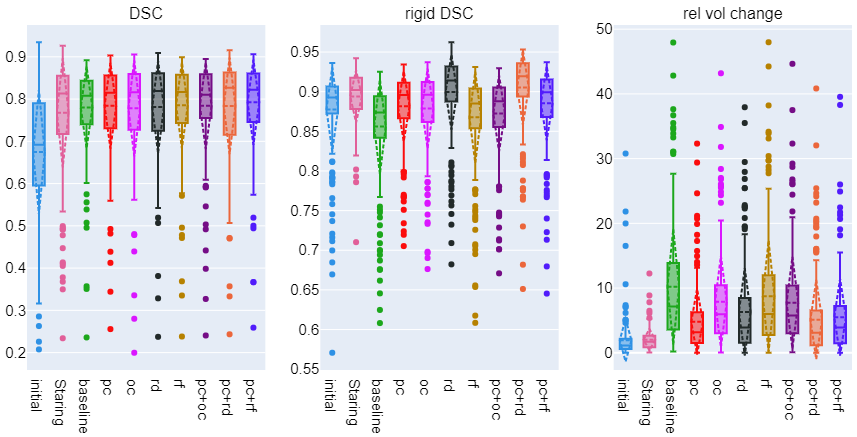 DSC
rigid DSC
rel vol change
0.9
0.8
0.7
0.6
0.5
0.4
0.3
0.2
initial
Staring
baseline
pc
oc
rd
rf
pc+oc
pc+rd
pc+rf
0.95
0.9
0.85
0.8
0.75
0.7
0.65
0.6
0.55
initial
Staring
baseline
pc
oc
rd
rf
pc+oc
pc+rd
pc+rf
50
40
30
20
10
0
initial
Staring
baseline
pc
oc
rd
rf
pc+oc
pc+rd
pc+rf